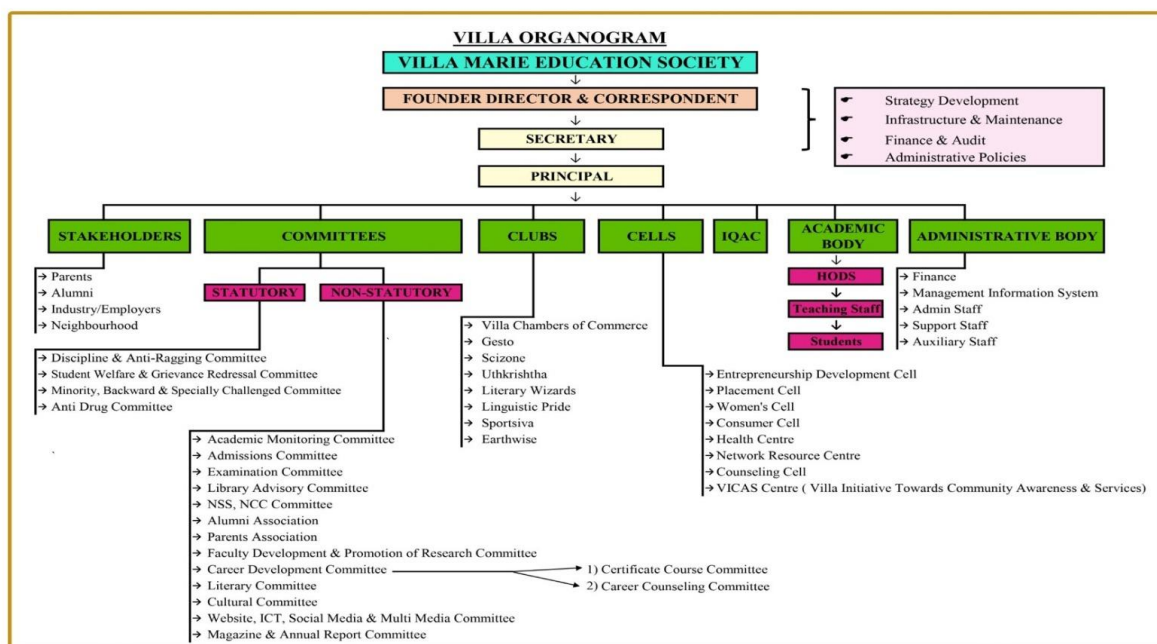 VILLA ORGANOGRAM
VILLA MARIE EDUCATION SOCIETY
FOUNDER DIRECTOR & CORRESPONDENT
SECRETARY
PRINCIPAL
Strategy Development
Infrastructure & Maintenance
Finance & Audit
Administrative Policies
STAKEHOLDERS
Parents
Alumni
Industry/Employers
Neighbourhood
COMMITTEES
STATUTORY
Discipline & Anti-Ragging Committee
Student Welfare & Grievance Redressal Committee
Minority, Backward & Specially Challenged Committee
Anti Drug Committee
NON-STATUTORY
Academic Monitoring Committee
Admissions Committee
Examination Committee
Library Advisory Committee
NSS, NCC Committee
Alumni Association
Parents Association
Faculty Development & Promotion of Research Committee
Career Development Committee
1) Certificate Course Committee
2) Career Counseling Committee
Literary Committee
Cultural Committee
Website, ICT, Social Media & Multi Media Committee
Magazine & Annual Report Committee
CLUBS
Villa Chambers of Commerce
Gesto
Scizone
Uthkrishtha
Literary Wizards
Linguistic Pride
Sportsiva
Earthwise
CELLS
Entrepreneurship Development Cell
Placement Cell
Women's Cell
Consumer Cell
Health Centre
Network Resource Centre
Counseling Cell
VICAS Centre ( Villa Initiative Towards Community Awareness & Services)
IQAC
ACADEMIC
BODY
HODS
Teaching Staff
Students
ADMINISTRATIVE BODY
Finance
Management Information System
Admin Staff
Support Staff
Auxiliary Staff